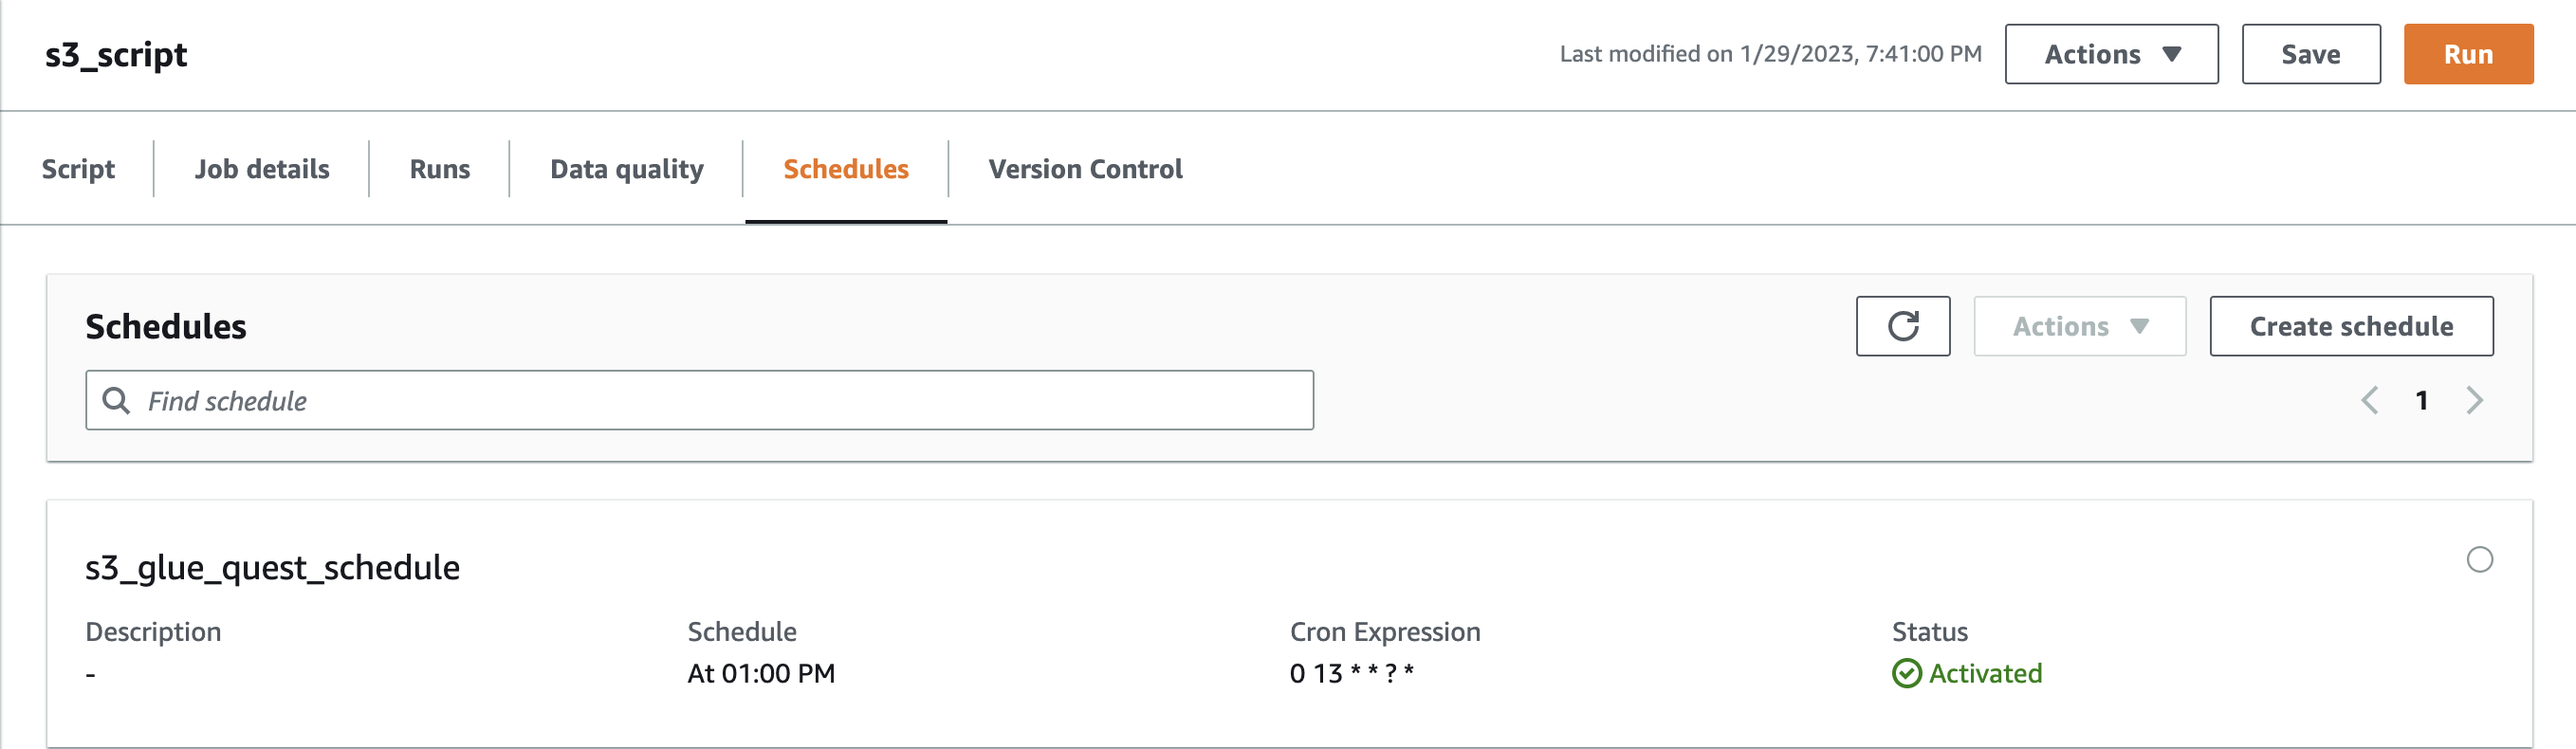 s3_script
Last modified on 1/29/2023, 7:41:00 PM
Actions
Save
Run
Script
Job details
Runs
Data quality
Schedules
Version Control
Schedules
Actions
Create schedule
Find schedule
1
s3_glue_quest_schedule
Description
-
Schedule
At 01:00 PM
Cron Expression
0 13 * * ? *
Status
Activated